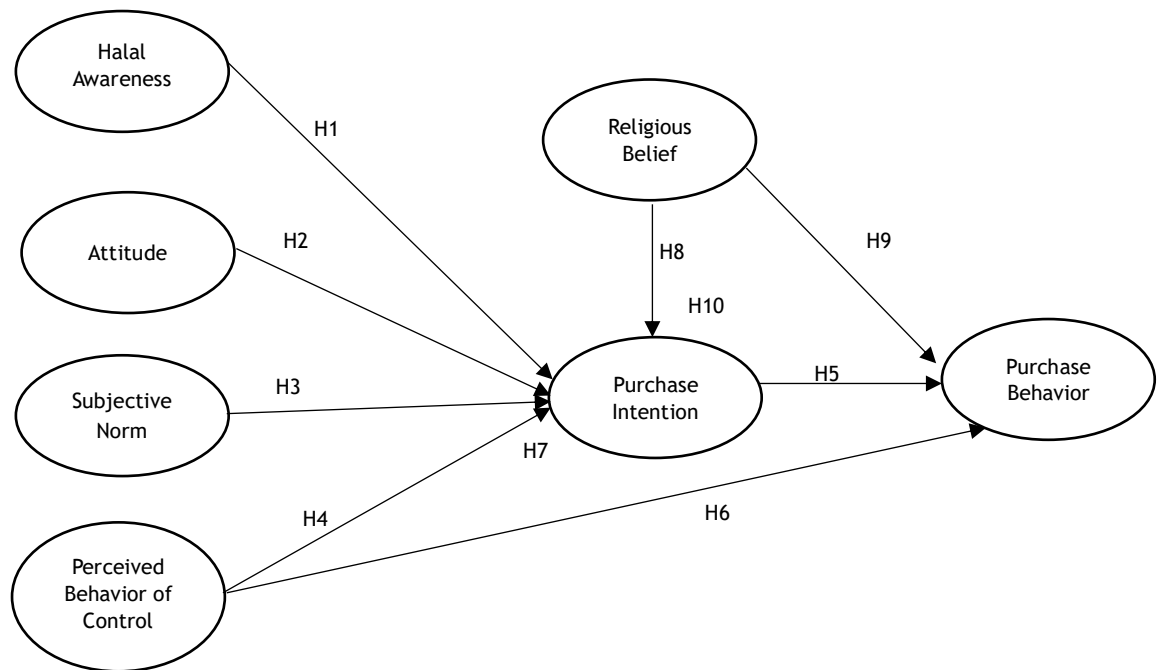 Halal
Awareness
H1
Religious
Belief
Attitude
H2
H8
H9
H10
Subjective
Norm
H3
Purchase
Intention
H5
Purchase
Behavior
H7
H4
H6
Perceived
Behavior of
Control